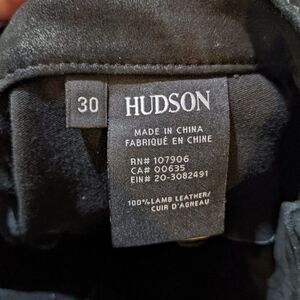 30
HUDSON
MADE IN CHINA
FABRIQUÉ EN CHINE
RN# 107906
CA# 00635
EIN# 20-3082491
100% LAMB LEATHER/
CUIR D'AGNEAU